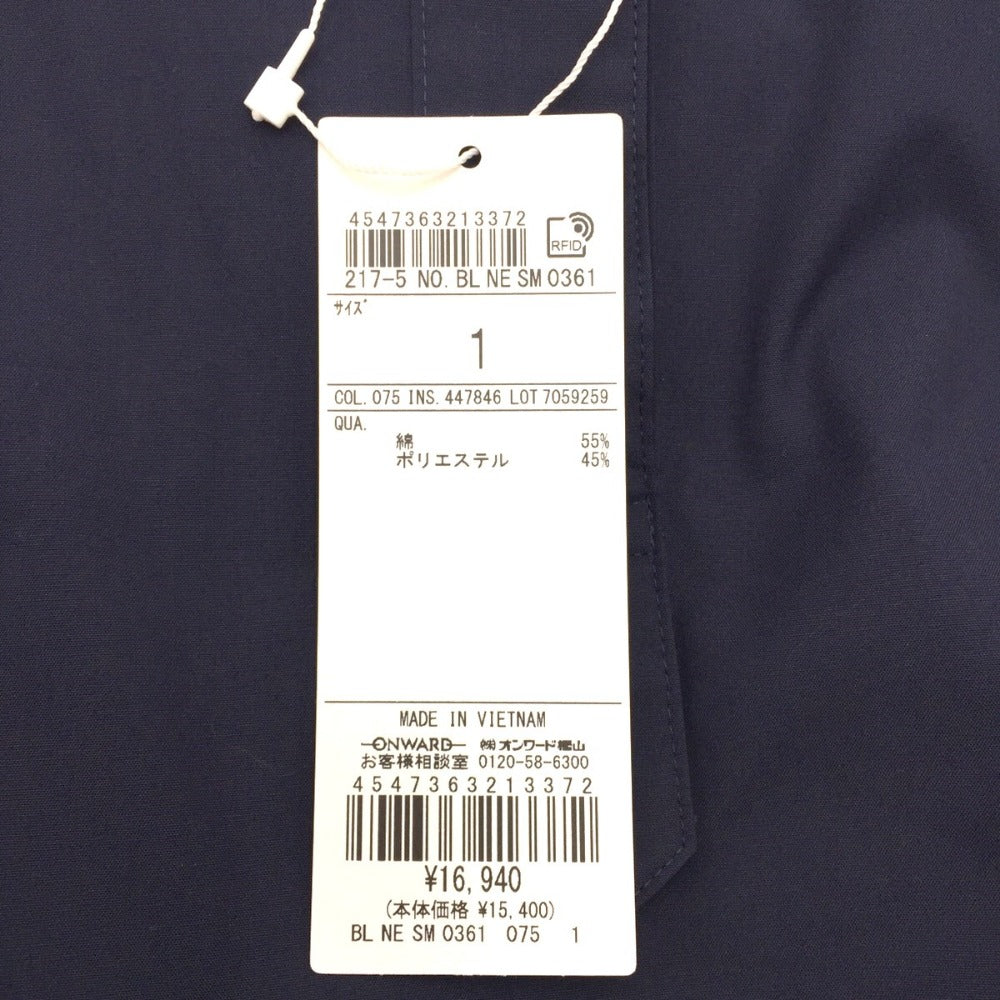 4547363213372
RFID
217-5 NO. BL NE SM 0361
サイズ
1
COL. 075 INS. 447846 LOT 7059259
QUA.
綿 55%
ポリエステル 45%
MADE IN VIETNAM
ONWARD ㈱オンワード樫山
お客様相談室 0120-58-6300
4547363213372
¥16,940
(本体価格 ¥15,400)
BL NE SM 0361 075 1